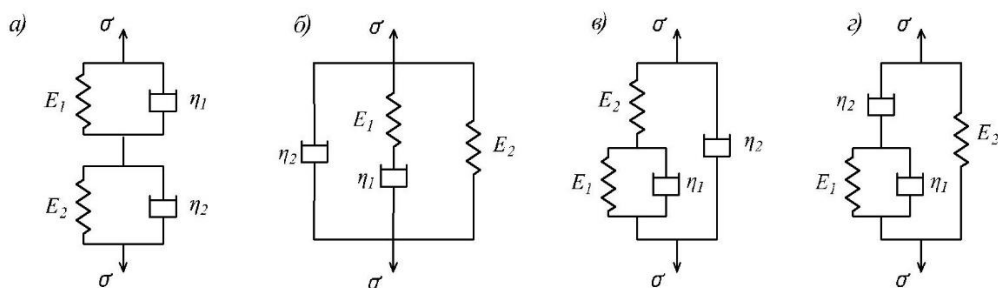 а) σ E₁ η₁ E₂ η₂ σ
б) σ η₂ E₁ η₁ E₂ σ
в) σ E₂ E₁ η₁ η₂ σ
г) σ η₂ E₁ η₁ E₂ σ